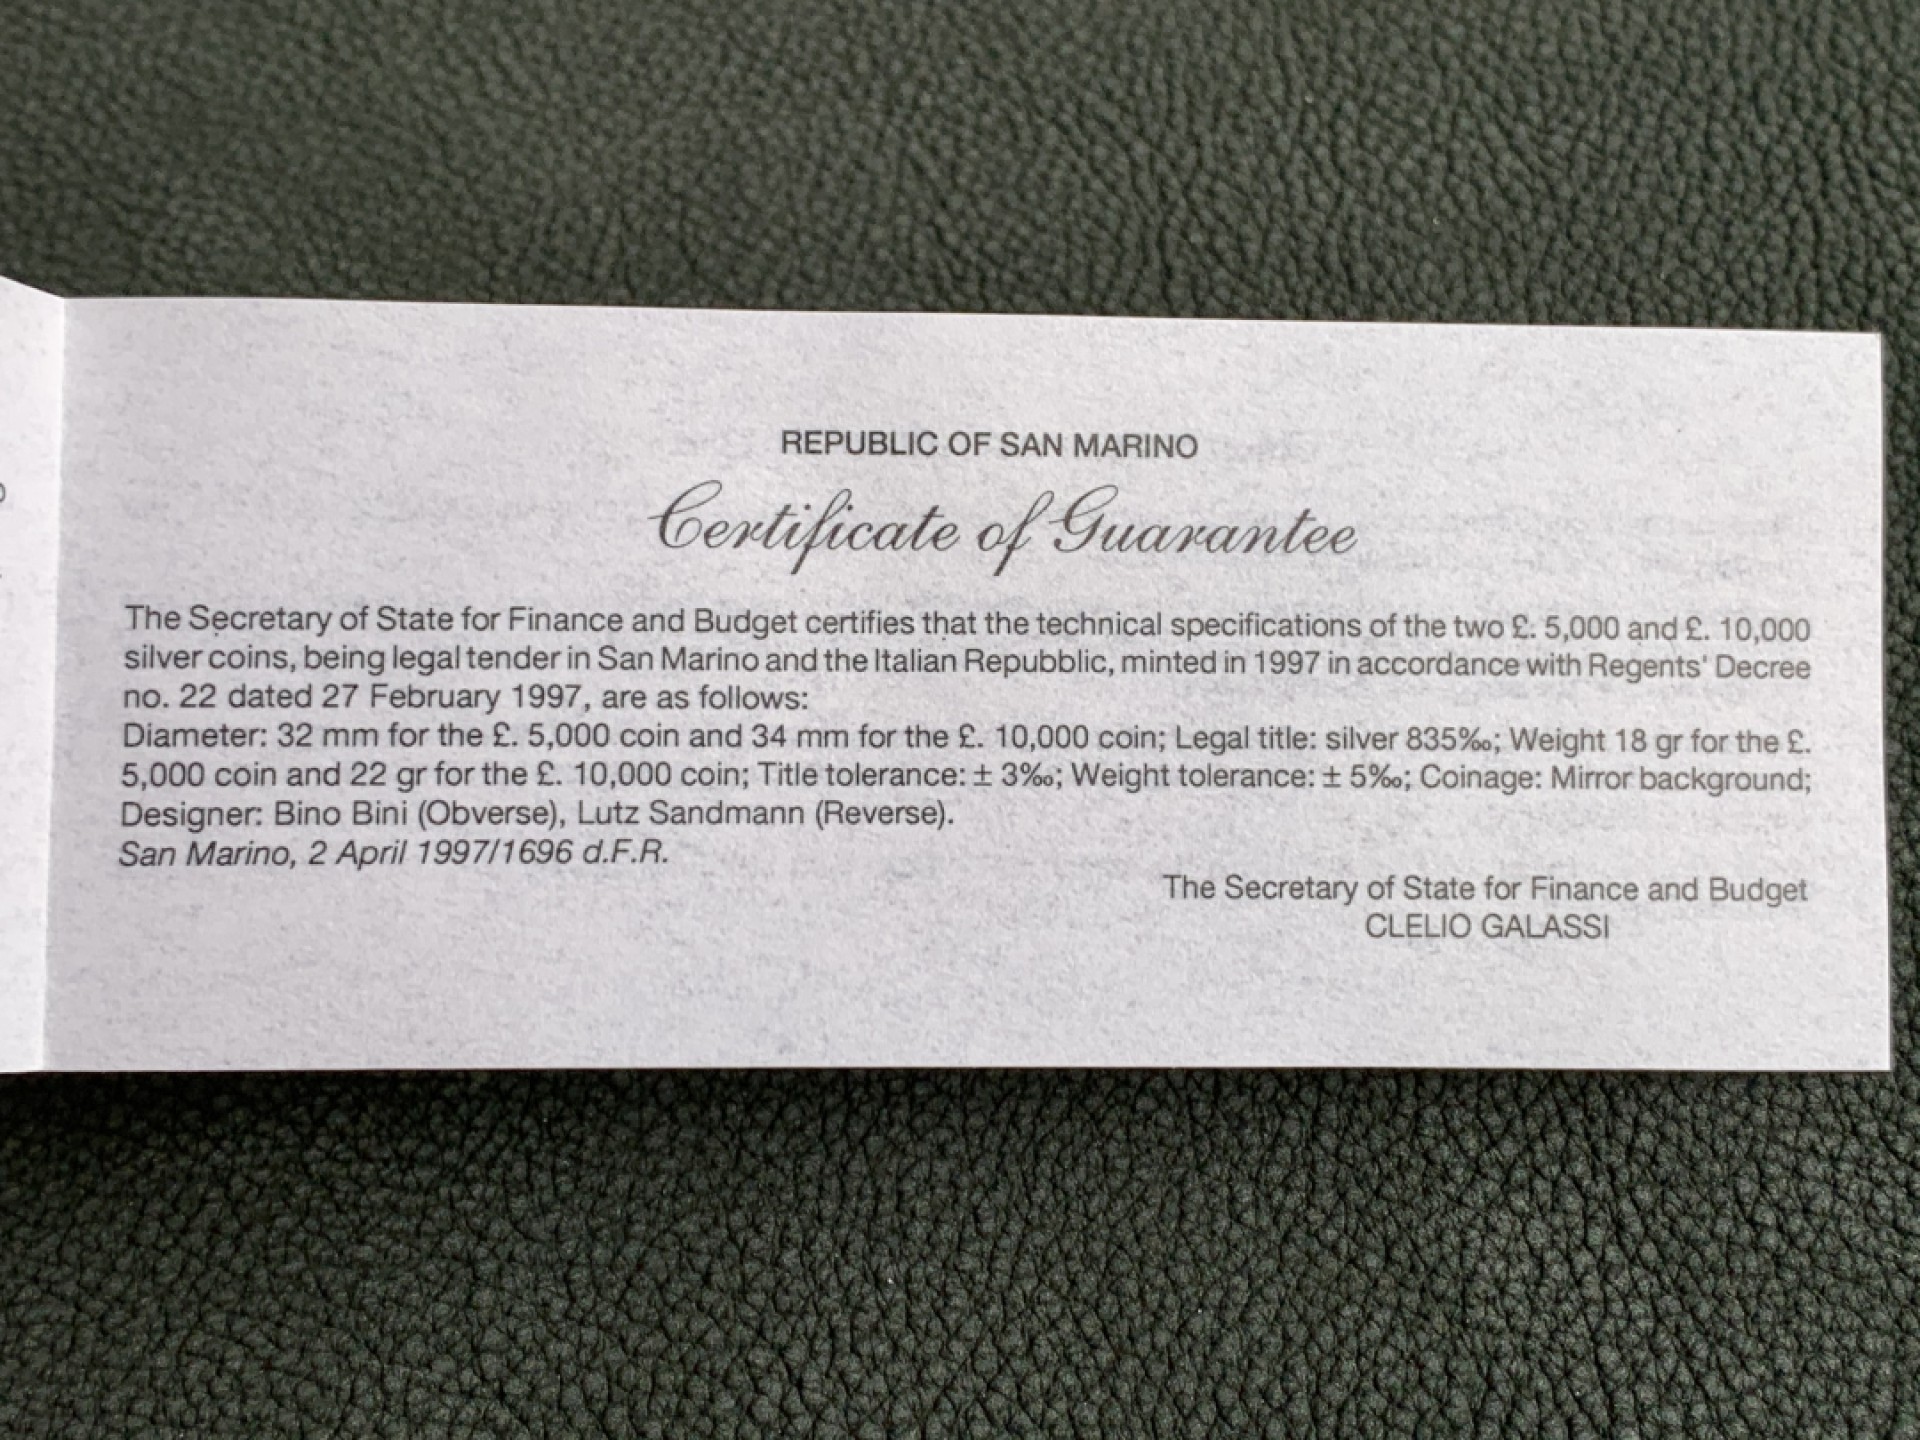 REPUBLIC OF SAN MARINO
Certificate of Guarantee
The Secretary of State for Finance and Budget certifies that the technical specifications of the two £. 5,000 and £. 10,000
silver coins, being legal tender in San Marino and the Italian Repubblic, minted in 1997 in accordance with Regents' Decree
no. 22 dated 27 February 1997, are as follows:
Diameter: 32 mm for the £. 5,000 coin and 34 mm for the £. 10,000 coin; Legal title: silver 835‰; Weight 18 gr for the £.
5,000 coin and 22 gr for the £. 10,000 coin; Title tolerance: ± 3‰; Weight tolerance: ± 5‰; Coinage: Mirror background;
Designer: Bino Bini (Obverse), Lutz Sandmann (Reverse).
San Marino, 2 April 1997/1696 d.F.R.
The Secretary of State for Finance and Budget
CLELIO GALASSI